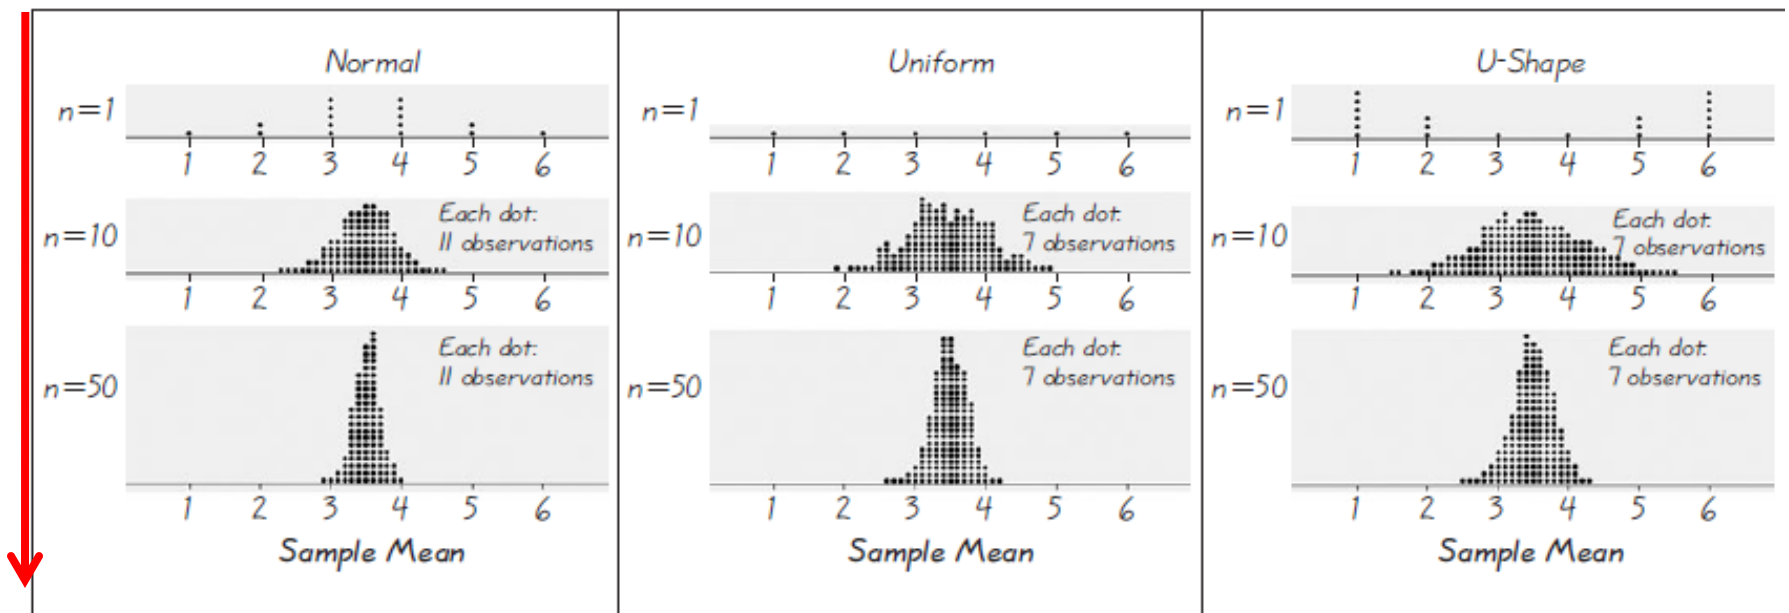 Normal
n=1
1 2 3 4 5 6
Each dot:
11 observations
n=10
1 2 3 4 5 6
Each dot:
11 observations
n=50
1 2 3 4 5 6
Sample Mean
Uniform
n=1
1 2 3 4 5 6
Each dot:
7 observations
n=10
1 2 3 4 5 6
Each dot:
7 observations
n=50
1 2 3 4 5 6
Sample Mean
U-Shape
n=1
1 2 3 4 5 6
Each dot:
7 observations
n=10
1 2 3 4 5 6
Each dot:
7 observations
n=50
1 2 3 4 5 6
Sample Mean